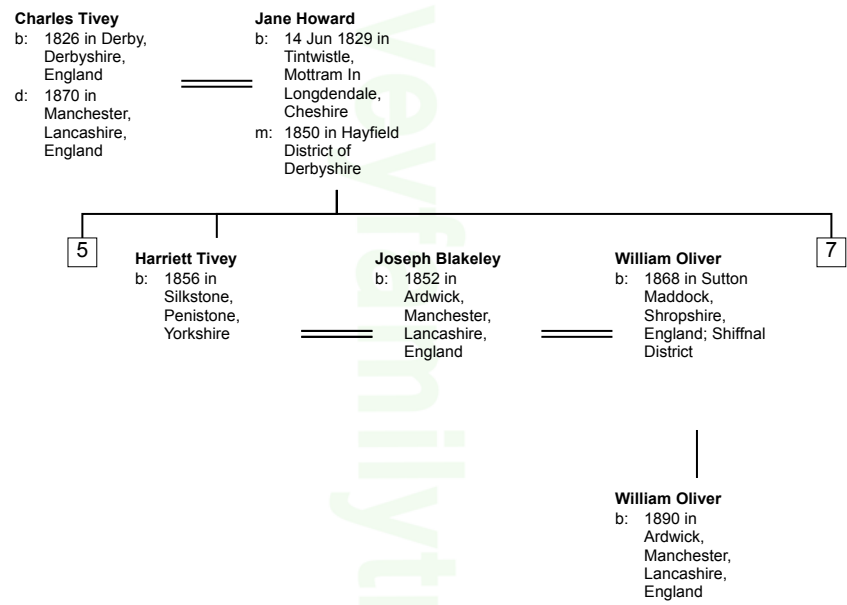 Charles Tivey
b: 1826 in Derby,
Derbyshire,
England
d: 1870 in
Manchester,
Lancashire,
England
Jane Howard
b: 14 Jun 1829 in
Tintwistle,
Mottram In
Longdendale,
Cheshire
m: 1850 in Hayfield
District of
Derbyshire
5
Harriett Tivey
b: 1856 in
Silkstone,
Penistone,
Yorkshire
Joseph Blakeley
b: 1852 in
Ardwick,
Manchester,
Lancashire,
England
William Oliver
b: 1868 in Sutton
Maddock,
Shropshire,
England; Shiffnal
District
7
William Oliver
b: 1890 in
Ardwick,
Manchester,
Lancashire,
England
veyfamilyt